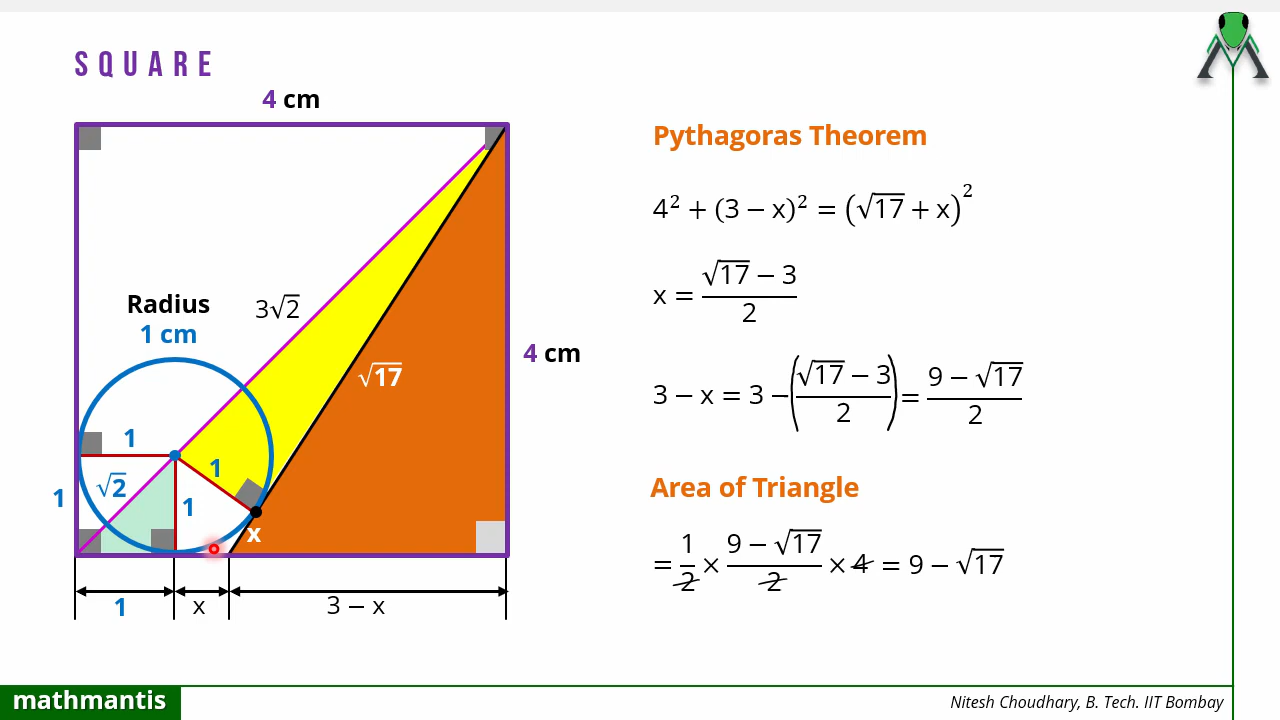 SQUARE
4 cm
Pythagoras Theorem
4² + (3 − x)² = (√17 + x)²
x = (√17 − 3)/2
Radius
1 cm
3√2
4 cm
√17
3 − x = 3 − ((√17 − 3)/2) = (9 − √17)/2
1
1
√2
1
1
x
Area of Triangle
= 1/2 × (9 − √17)/2 × 4 = 9 − √17
1
x
3 − x
mathmantis
Nitesh Choudhary, B. Tech. IIT Bombay